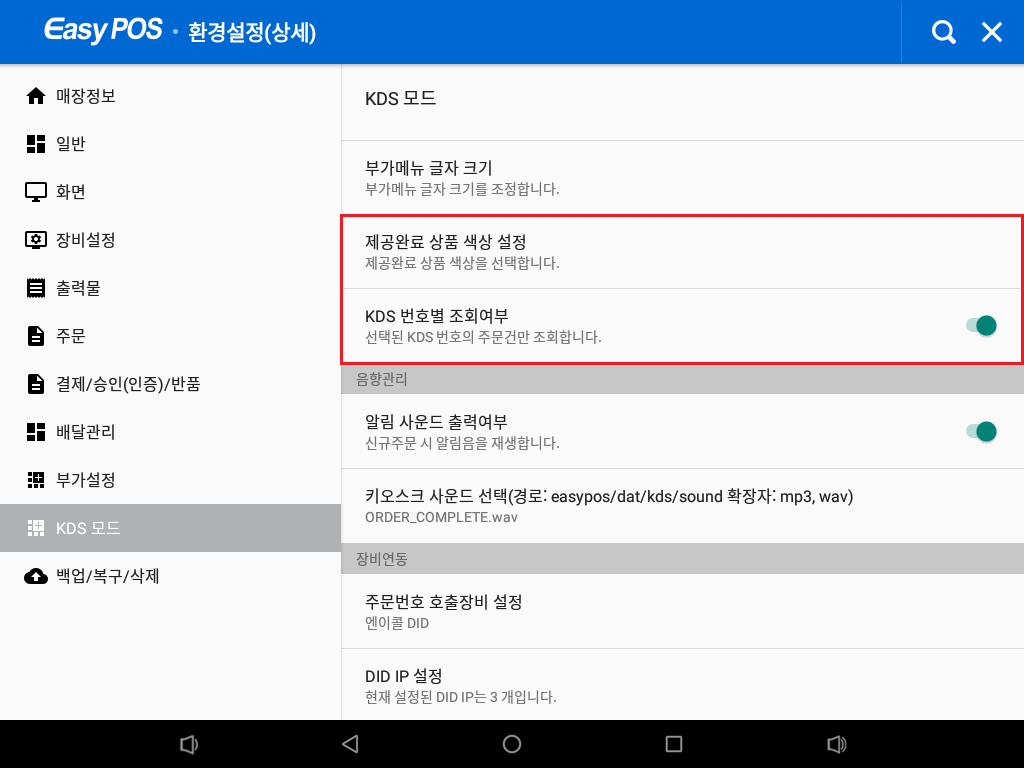 Easy POS • 환경설정(상세)
매장정보
일반
화면
장비설정
출력물
주문
결제/승인(인증)/반품
배달관리
부가설정
KDS 모드
백업/복구/삭제
KDS 모드
부가메뉴 글자 크기
부가메뉴 글자 크기를 조정합니다.
제공완료 상품 색상 설정
제공완료 상품 색상을 선택합니다.
KDS 번호별 조회여부
선택된 KDS 번호의 주문건만 조회합니다.
음향관리
알림 사운드 출력여부
신규주문 시 알림음을 재생합니다.
키오스크 사운드 선택(경로: easypos/dat/kds/sound 확장자: mp3, wav)
ORDER_COMPLETE.wav
장비연동
주문번호 호출장비 설정
엔이콜 DID
DID IP 설정
현재 설정된 DID IP는 3 개입니다.